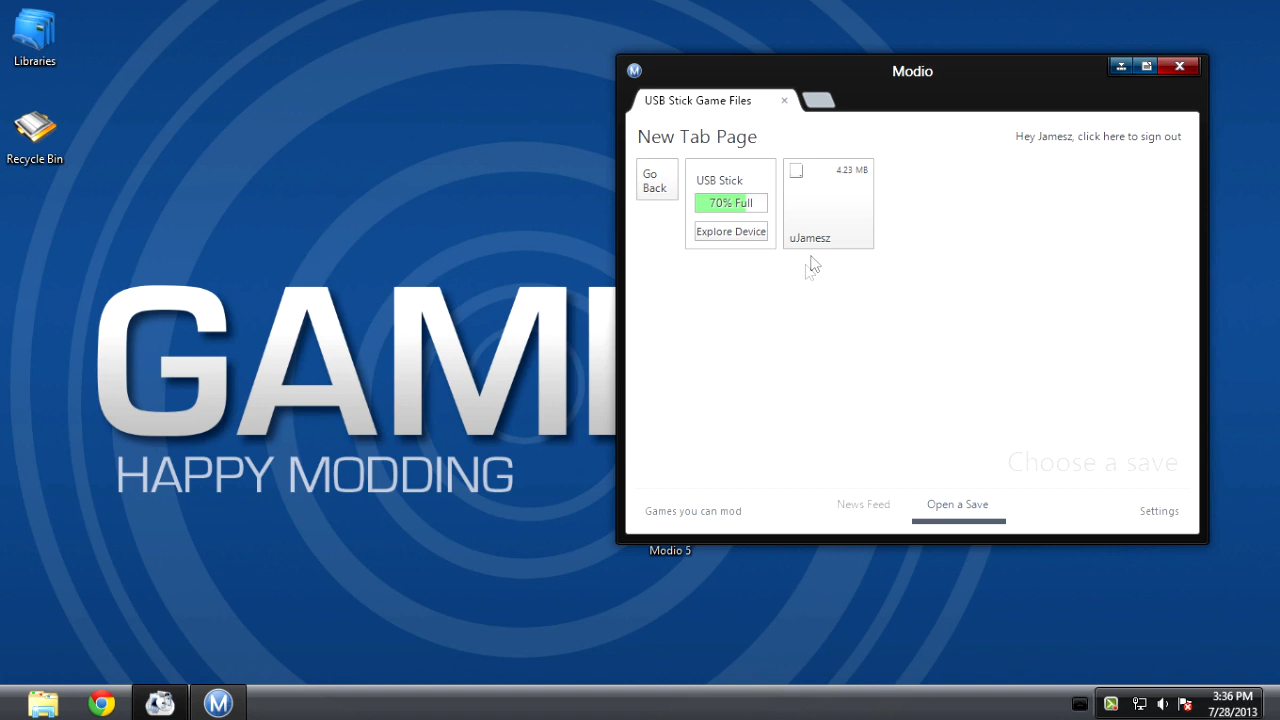 Libraries
Recycle Bin
GAM
HAPPY MODDING
Modio 5
M
Modio
USB Stick Game Files
New Tab Page
Hey Jamesz, click here to sign out
Go
Back
USB Stick
70% Full
Explore Device
4.23 MB
uJamesz
Choose a save
Games you can mod
News Feed
Open a Save
Settings
M
3:36 PM
7/28/2013